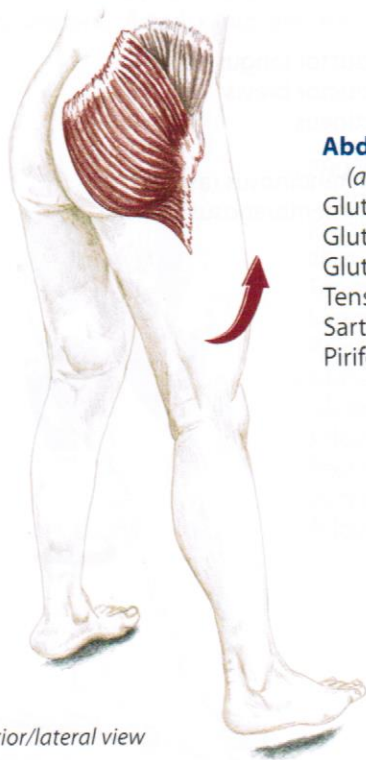 Abd
(a
Glut
Glut
Glut
Tens
Sart
Pirif
ior/lateral view